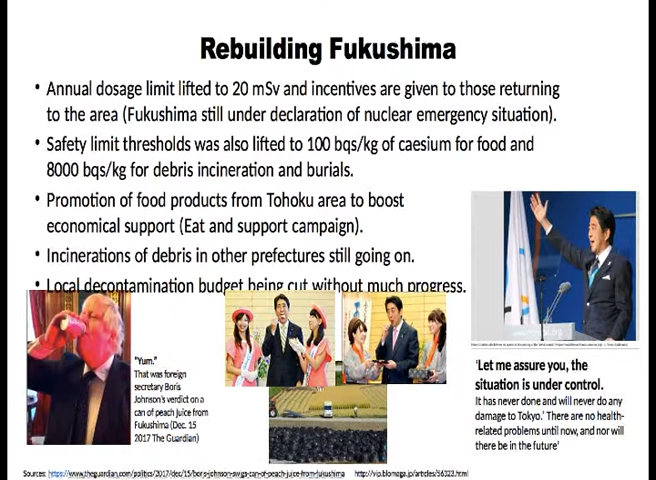 Rebuilding Fukushima
• Annual dosage limit lifted to 20 mSv and incentives are given to those returning
to the area (Fukushima still under declaration of nuclear emergency situation).
• Safety limit thresholds was also lifted to 100 bqs/kg of caesium for food and
8000 bqs/kg for debris incineration and burials.
• Promotion of food products from Tohoku area to boost
economical support (Eat and support campaign).
• Incinerations of debris in other prefectures still going on.
• Local decontamination budget being cut without much progress.
"Yum."
That was foreign
secretary Boris
Johnson's verdict on a
can of peach juice from
Fukushima (Dec. 15
2017 The Guardian)
'Let me assure you, the
situation is under control.
It has never done and will never do any
damage to Tokyo.' There are no health-
related problems until now, and nor will
there be in the future'
Sources: https://www.theguardian.com/politics/2017/dec/15/boris-johnson-swigs-can-of-peach-juice-from-fukushima http://vip.blomaga.jp/articles/56323.html